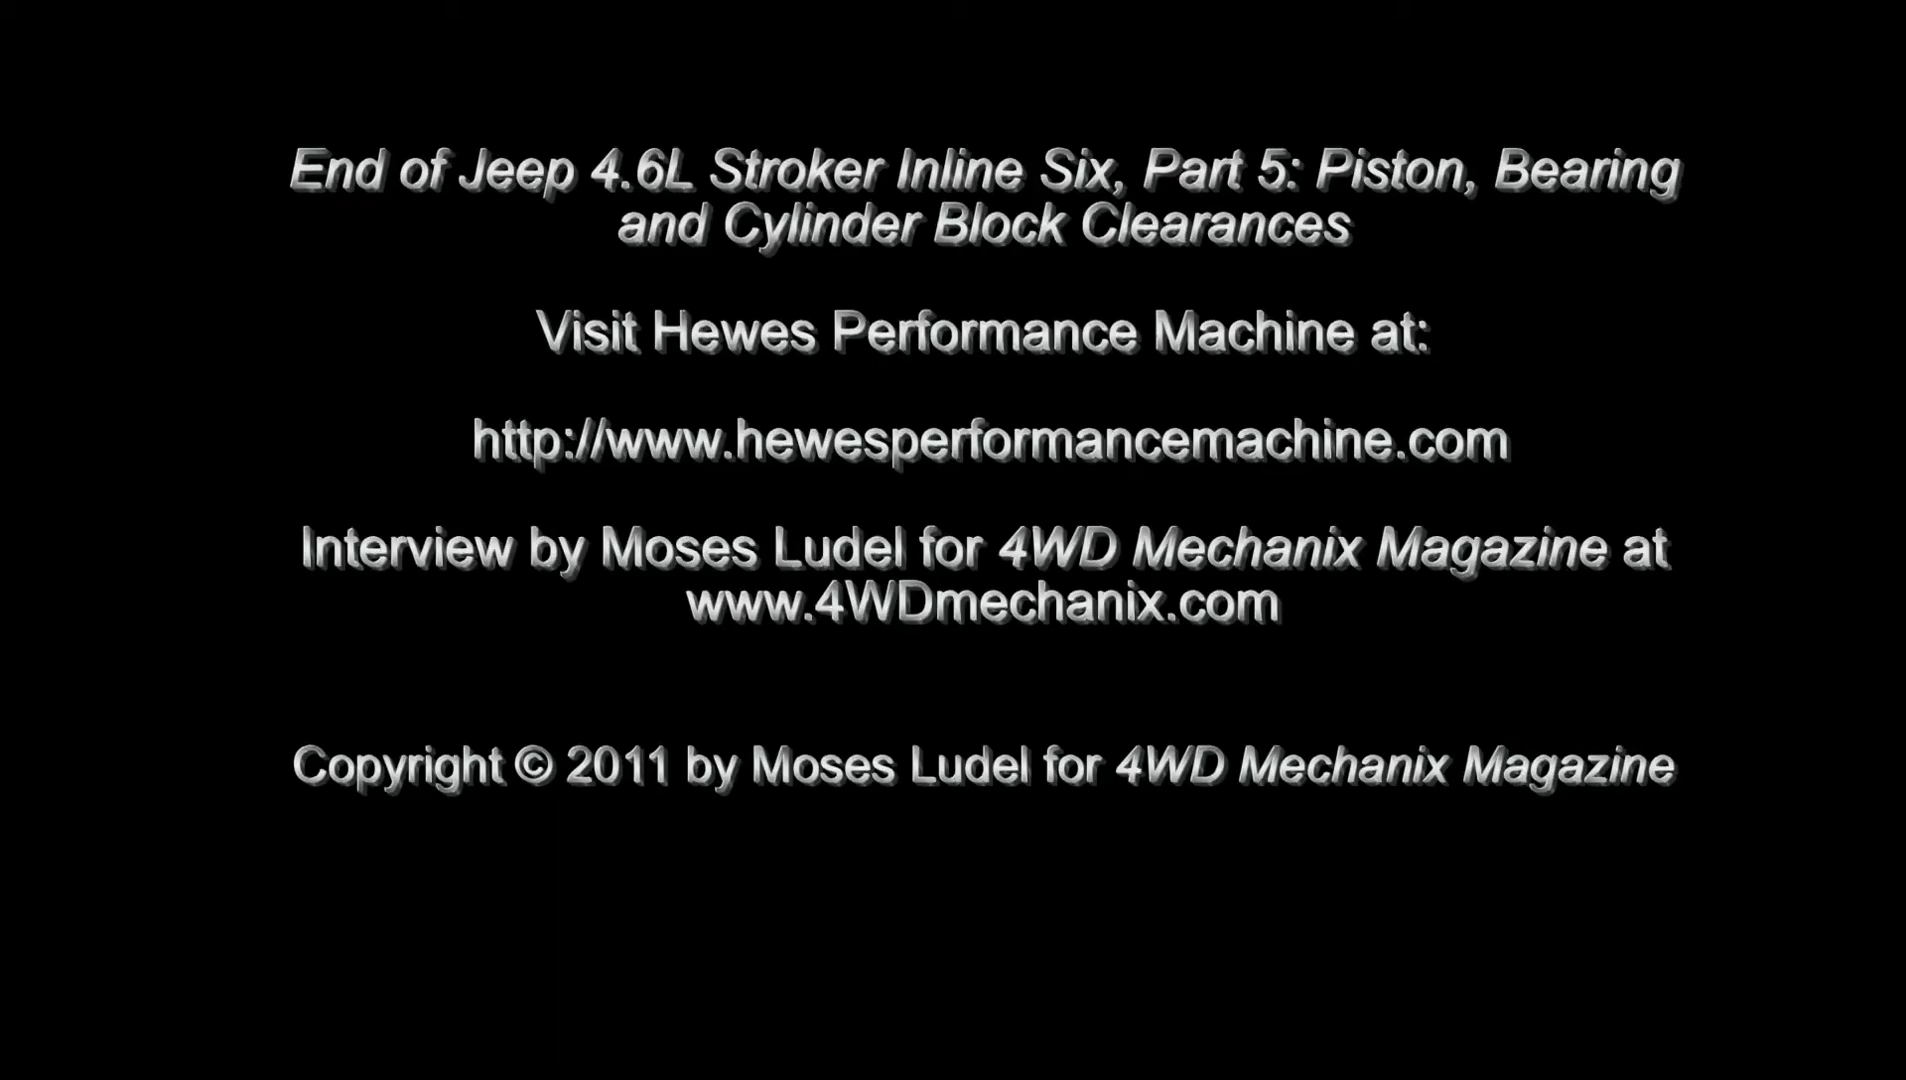 End of Jeep 4.6L Stroker Inline Six, Part 5: Piston, Bearing
and Cylinder Block Clearances
Visit Hewes Performance Machine at:
http://www.hewesperformancemachine.com
Interview by Moses Ludel for 4WD Mechanix Magazine at
www.4WDmechanix.com
Copyright © 2011 by Moses Ludel for 4WD Mechanix Magazine